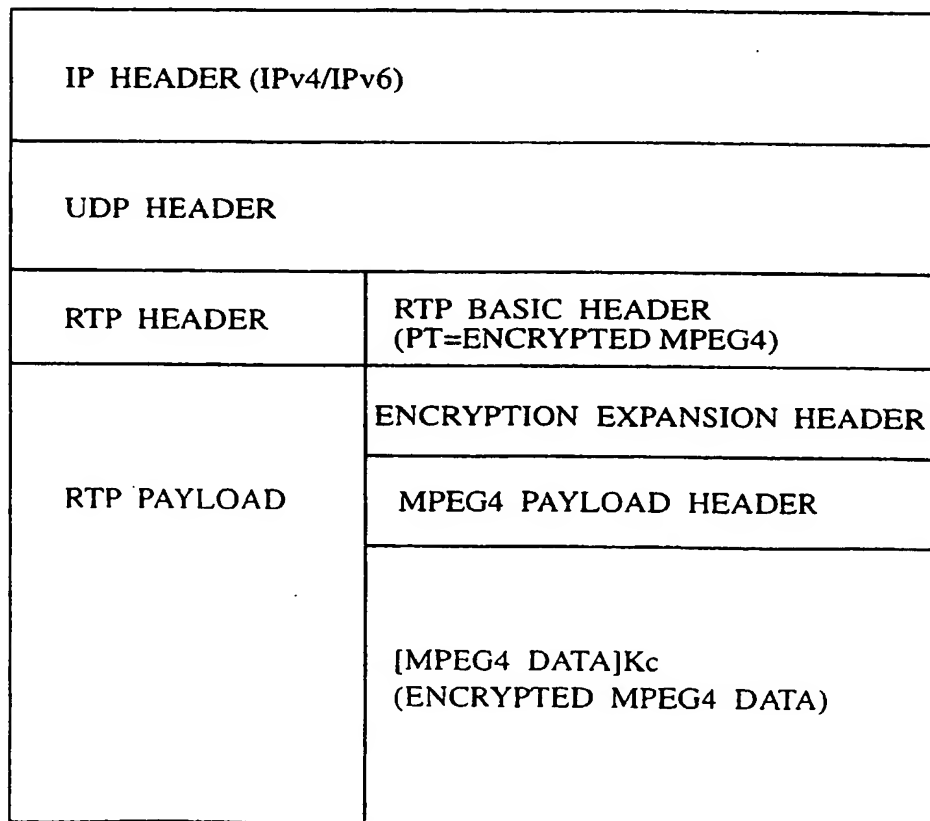 IP HEADER (IPv4/IPv6)
UDP HEADER
RTP HEADER
RTP BASIC HEADER
(PT=ENCRYPTED MPEG4)
RTP PAYLOAD
ENCRYPTION EXPANSION HEADER
MPEG4 PAYLOAD HEADER
[MPEG4 DATA]Kc
(ENCRYPTED MPEG4 DATA)